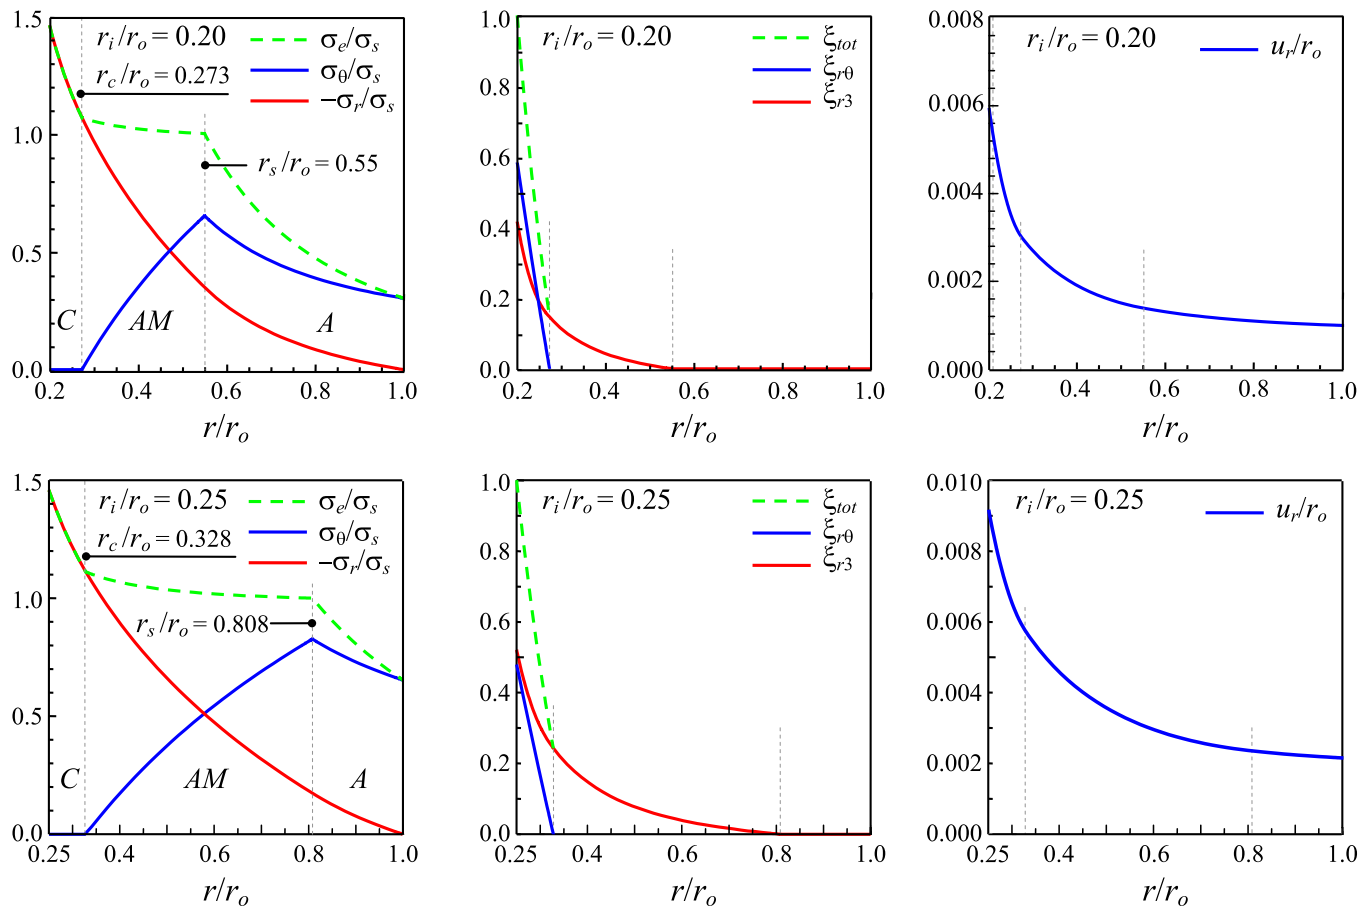 1.5
1.0
0.5
0.0
r_i/r_o = 0.20
r_c/r_o = 0.273
σ_e/σ_s
σ_θ/σ_s
−σ_r/σ_s
r_s/r_o = 0.55
C
AM
A
0.2 0.4 0.6 0.8 1.0
r/r_o
1.0
0.8
0.6
0.4
0.2
0.0
r_i/r_o = 0.20
ξ_tot
ξ_rθ
ξ_r3
0.2 0.4 0.6 0.8 1.0
r/r_o
0.008
0.006
0.008
0.004
0.002
0.000
r_i/r_o = 0.20
u_r/r_o
0.2 0.4 0.6 0.8 1.0
r/r_o
1.5
1.0
0.5
0.0
r_i/r_o = 0.25
r_c/r_o = 0.328
σ_e/σ_s
σ_θ/σ_s
−σ_r/σ_s
r_s/r_o = 0.808
C
AM
A
0.25 0.4 0.6 0.8 1.0
r/r_o
1.0
0.8
0.6
0.4
0.2
0.0
r_i/r_o = 0.25
ξ_tot
ξ_rθ
ξ_r3
0.25 0.4 0.6 0.8 1.0
r/r_o
0.010
0.008
0.006
0.004
0.002
0.000
r_i/r_o = 0.25
u_r/r_o
0.25 0.4 0.6 0.8 1.0
r/r_o